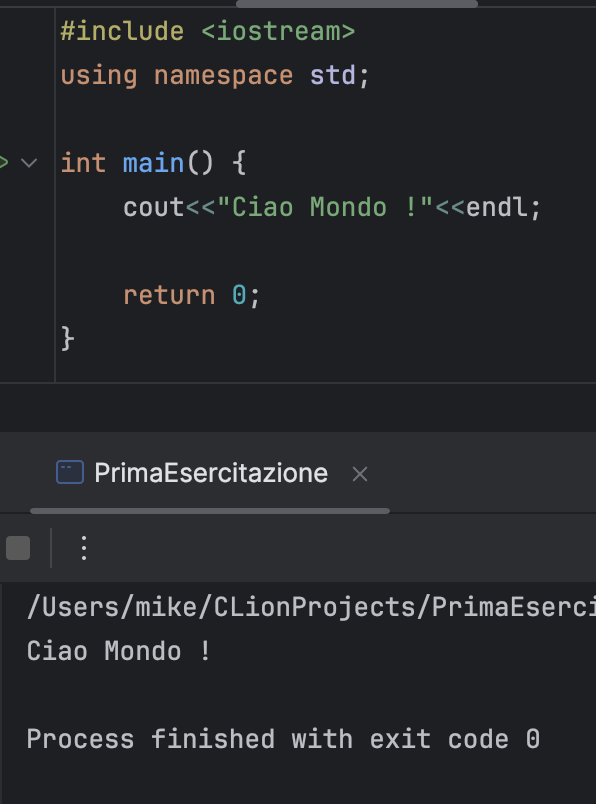 #include <iostream>
using namespace std;
int main() {
cout<<"Ciao Mondo !"<<endl;
return 0;
}
PrimaEsercitazione
/Users/mike/CLionProjects/PrimaEserci
Ciao Mondo !
Process finished with exit code 0